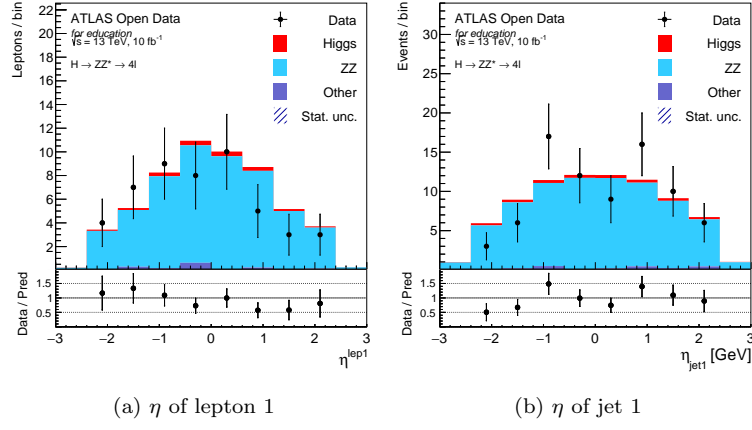 Leptons / bin
ATLAS Open Data
for education
√s = 13 TeV, 10 fb-1
H → ZZ* → 4l
Data
Higgs
ZZ
Other
Stat. unc.
22
20
18
16
14
12
10
8
6
4
2
Data / Pred
1.5
1
0.5
−3 −2 −1 0 1 2 3
ηlep1
(a) η of lepton 1
Events / bin
ATLAS Open Data
for education
√s = 13 TeV, 10 fb-1
H → ZZ* → 4l
Data
Higgs
ZZ
Other
Stat. unc.
30
25
20
15
10
5
Data / Pred
1.5
1
0.5
−3 −2 −1 0 1 2 3
ηjet1 [GeV]
(b) η of jet 1